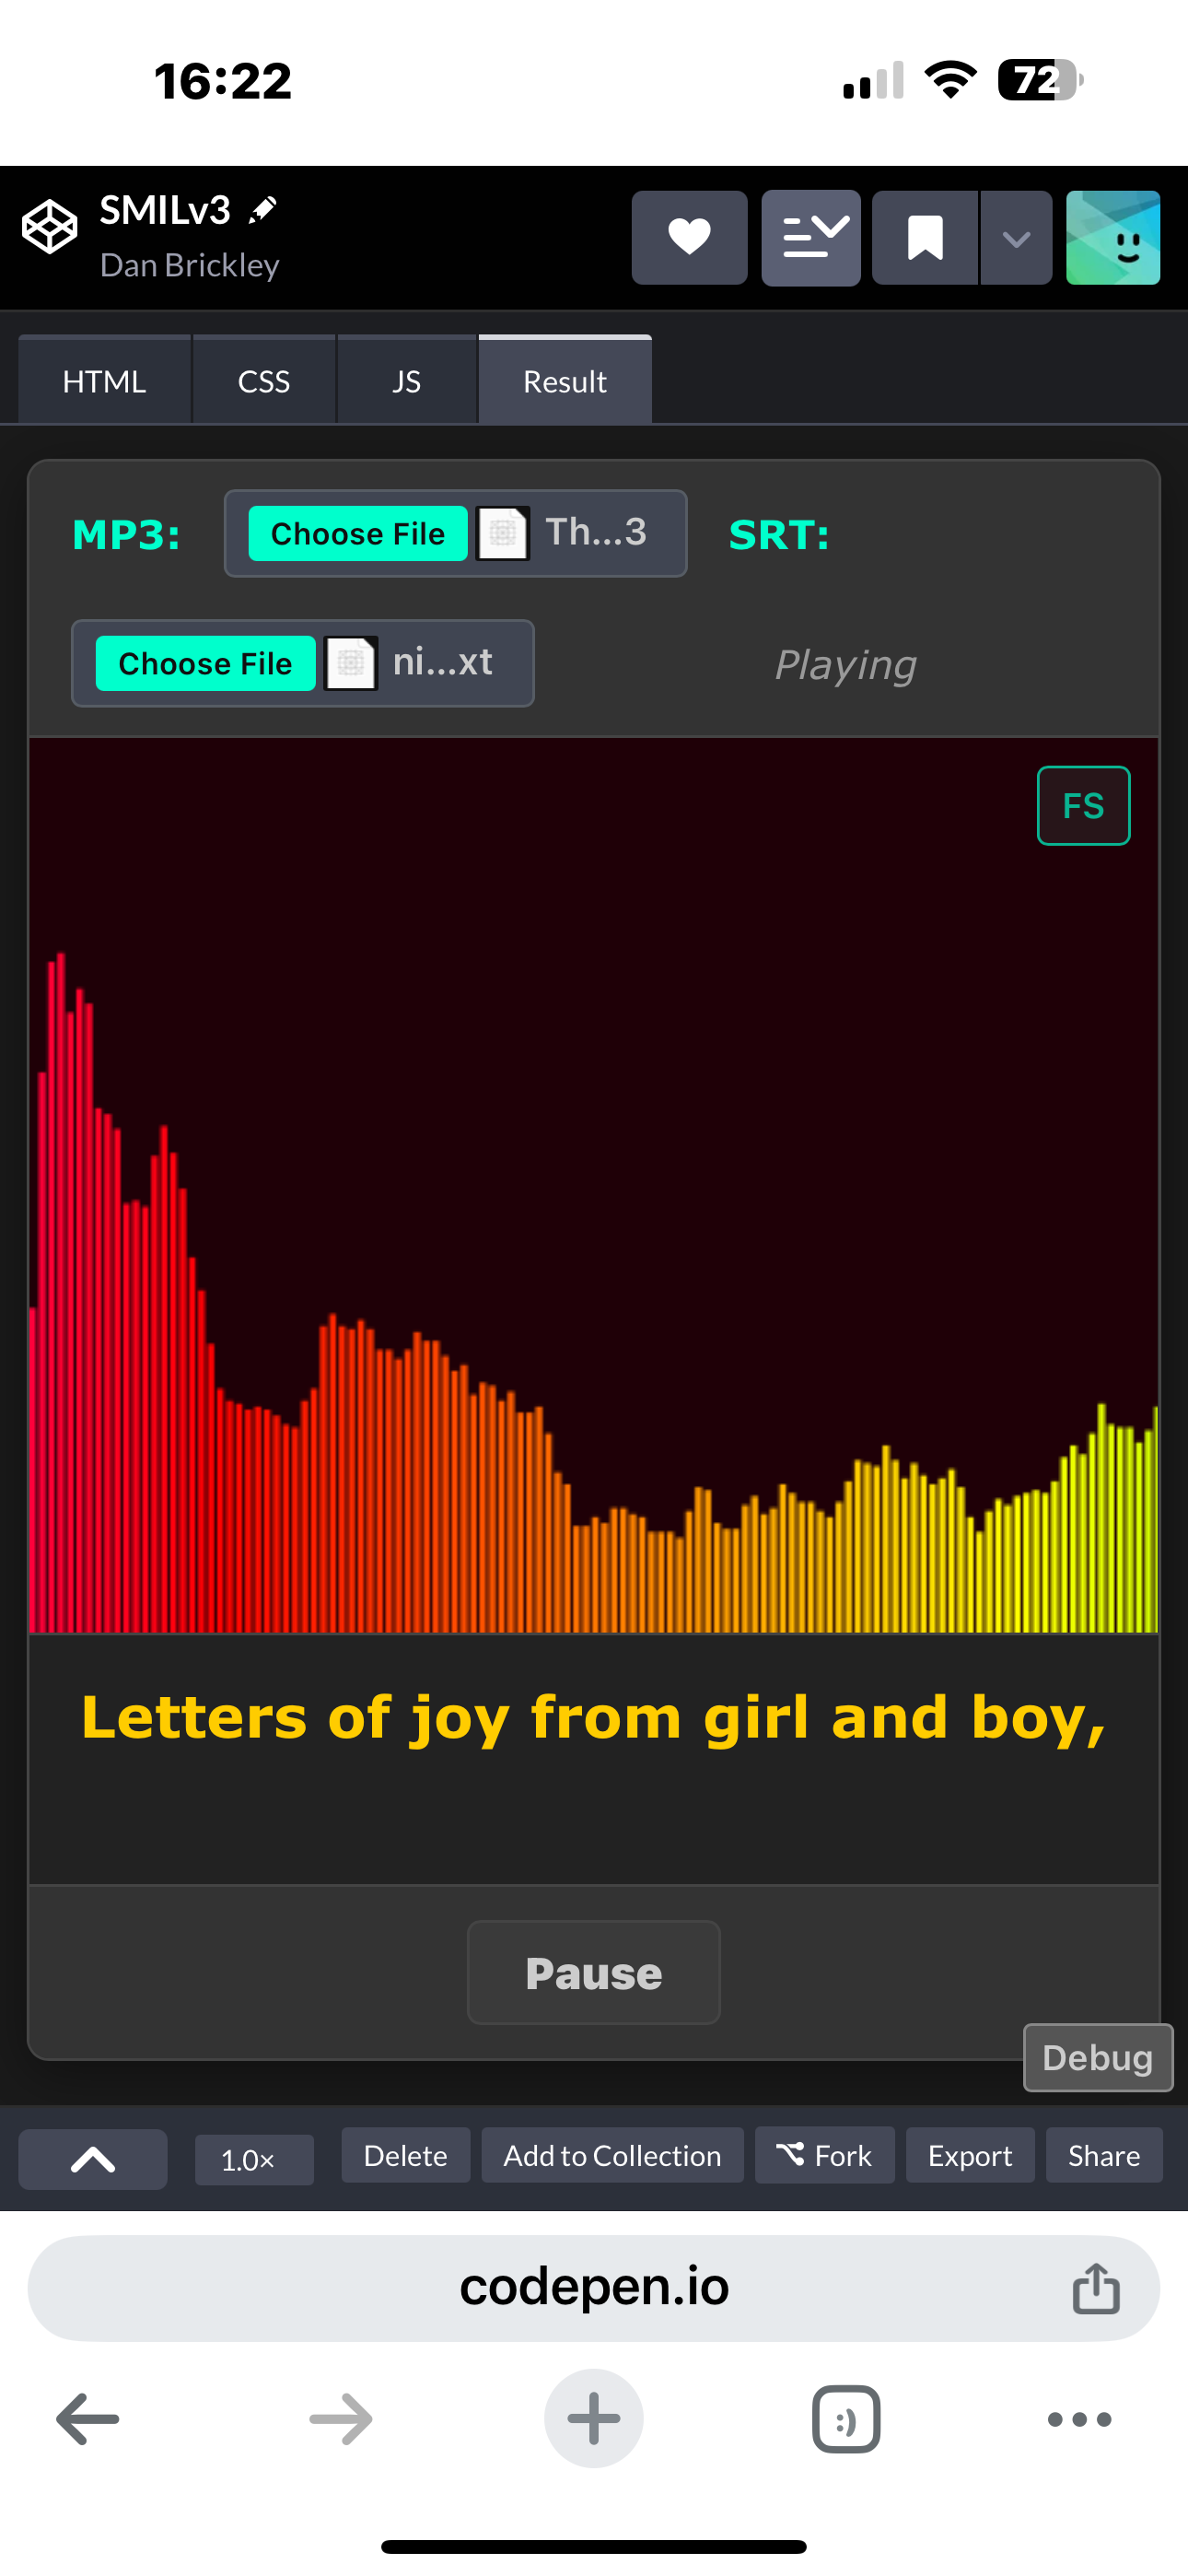 16:22
72
SMILv3
Dan Brickley
HTML CSS JS Result
MP3: Choose File Th...3 SRT:
Choose File ni...xt Playing
FS
Letters of joy from girl and boy,
Pause
Debug
1.0× Delete Add to Collection Fork Export Share
codepen.io
:)